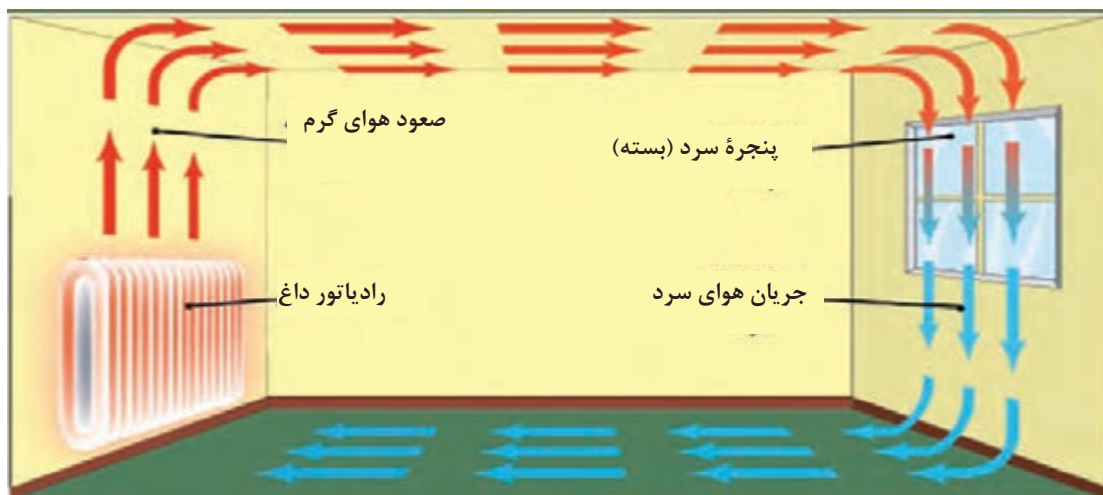 صعود هوای گرم
پنجرهٔ سرد (بسته)
رادیاتور داغ
جریان هوای سرد